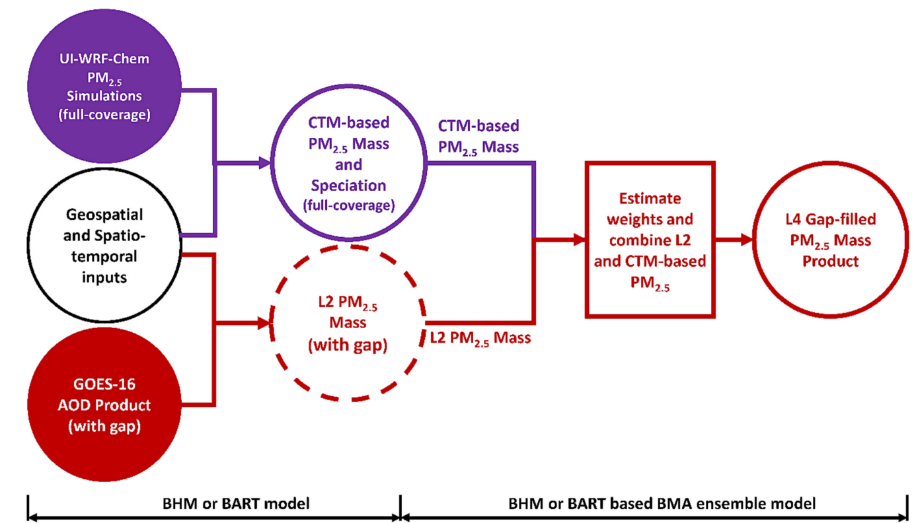 UI-WRF-Chem
PM2.5
Simulations
(full-coverage)
Geospatial
and Spatio-
temporal
inputs
GOES-16
AOD Product
(with gap)
CTM-based
PM2.5 Mass
and
Speciation
(full-coverage)
L2 PM2.5
Mass
(with gap)
CTM-based
PM2.5 Mass
L2 PM2.5 Mass
Estimate
weights and
combine L2
and CTM-based
PM2.5
L4 Gap-filled
PM2.5 Mass
Product
BHM or BART model
BHM or BART based BMA ensemble model